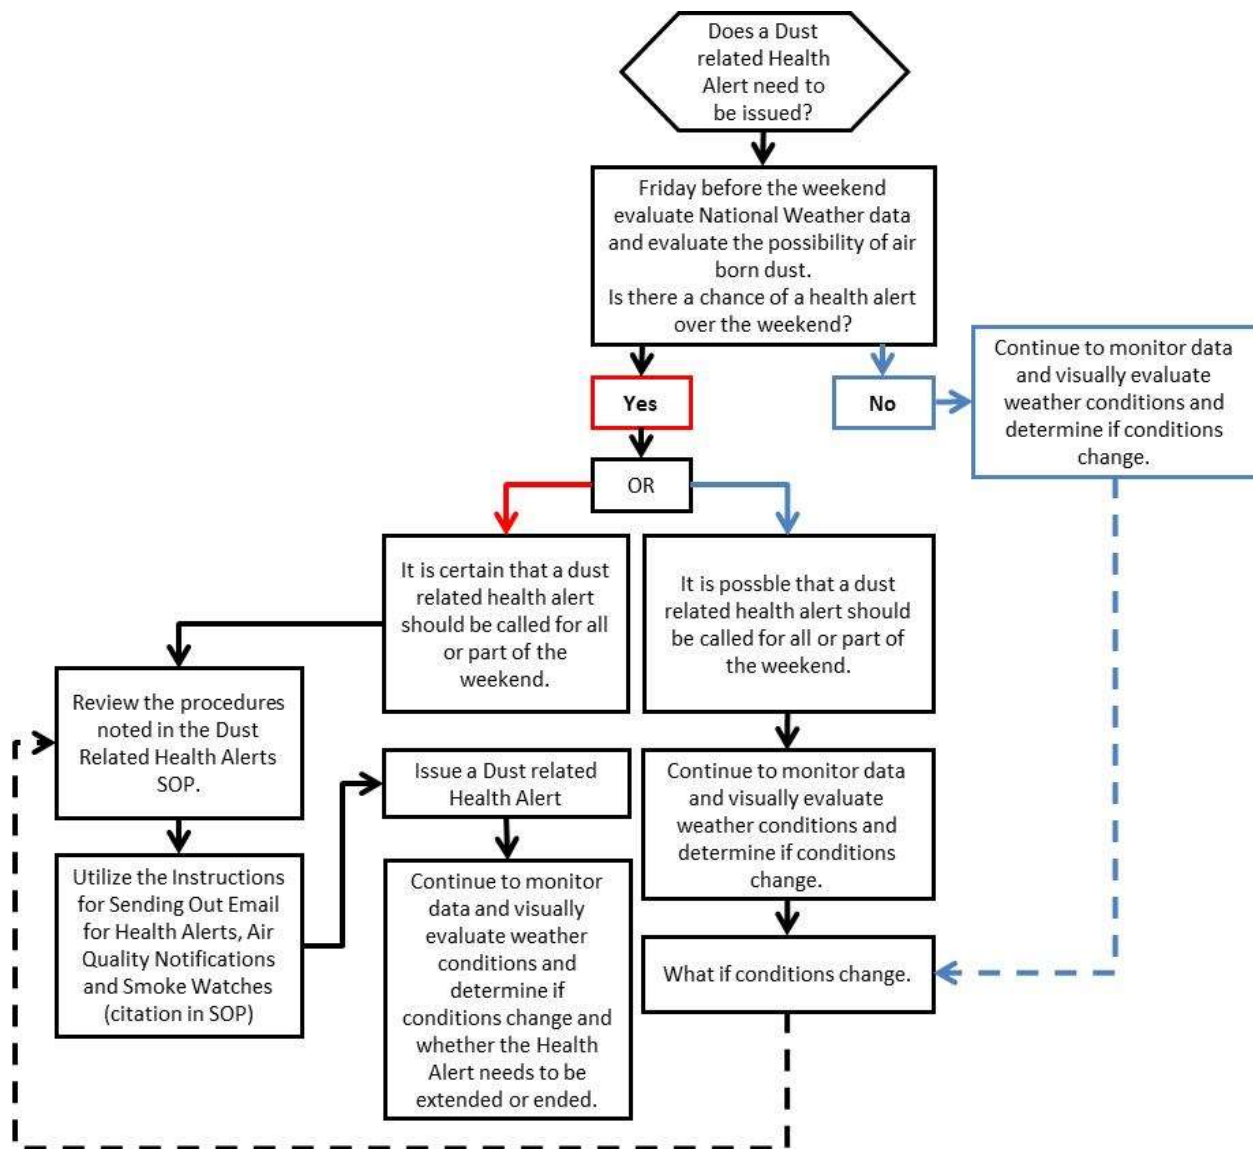 Does a Dust
related Health
Alert need to
be issued?
Friday before the weekend
evaluate National Weather data
and evaluate the possibility of air
born dust.
Is there a chance of a health alert
over the weekend?
Yes
No
Continue to monitor data
and visually evaluate
weather conditions and
determine if conditions
change.
OR
It is certain that a dust
related health alert
should be called for all
or part of the
weekend.
It is possble that a dust
related health alert should
be called for all or part of
the weekend.
Review the procedures
noted in the Dust
Related Health Alerts
SOP.
Issue a Dust related
Health Alert
Continue to monitor data
and visually evaluate
weather conditions and
determine if conditions
change.
Utilize the Instructions
for Sending Out Email
for Health Alerts, Air
Quality Notifications
and Smoke Watches
(citation in SOP)
Continue to monitor
data and visually
evaluate weather
conditions and
determine if
conditions change and
whether the Health
Alert needs to be
extended or ended.
What if conditions change.